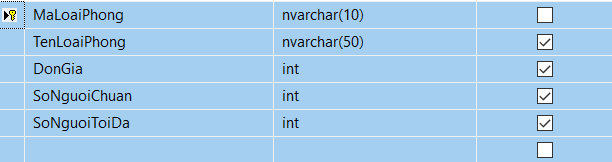 MaLoaiPhong nvarchar(10)
TenLoaiPhong nvarchar(50)
DonGia int
SoNguoiChuan int
SoNguoiToiDa int